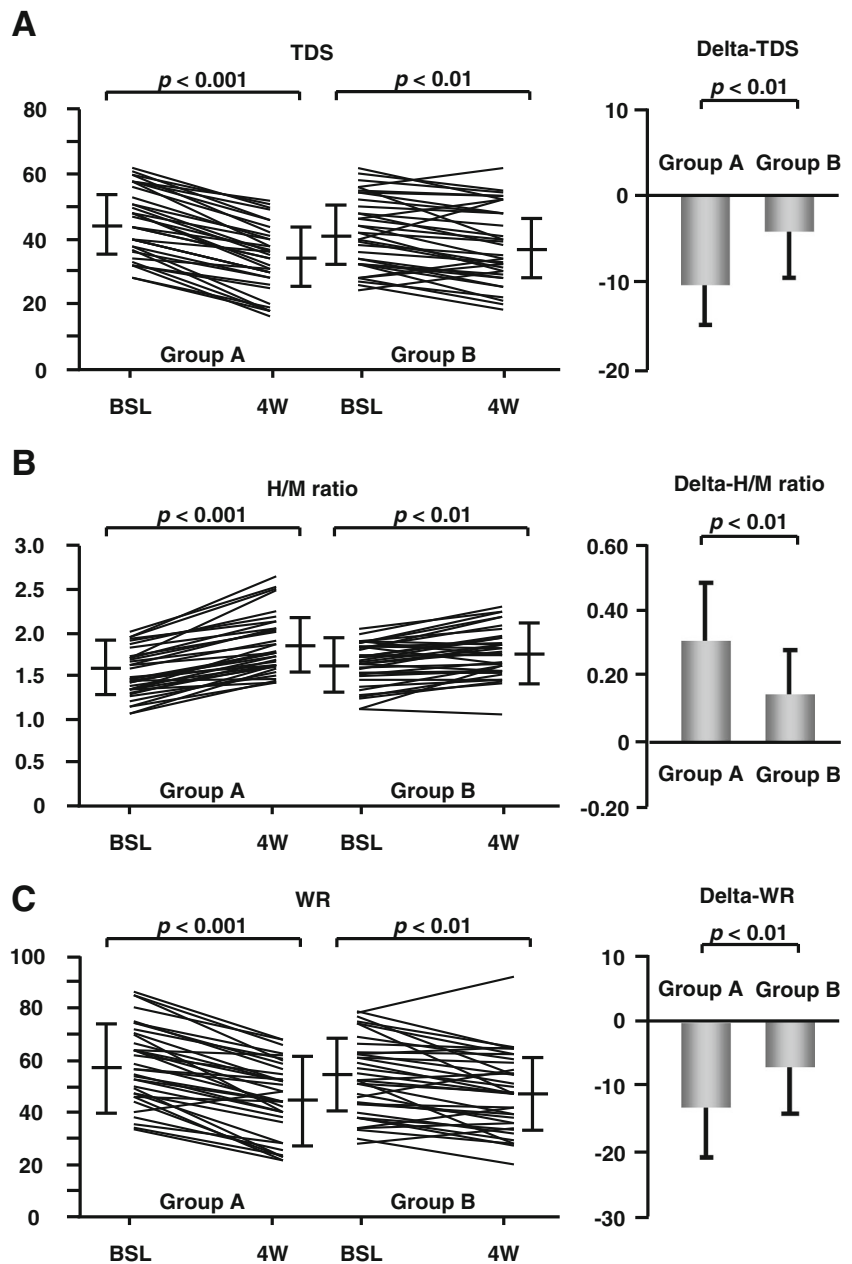 A
TDS
Delta-TDS
p < 0.001
p < 0.01
p < 0.01
80
60
40
20
0
Group A
Group B
BSL
4W
BSL
4W
10
0
-10
-20
Group A
Group B
B
H/M ratio
Delta-H/M ratio
p < 0.001
p < 0.01
p < 0.01
3.0
2.5
2.0
1.5
1.0
0.5
0
Group A
Group B
BSL
4W
BSL
4W
0.60
0.40
0.20
0
-0.20
Group A
Group B
C
WR
Delta-WR
p < 0.001
p < 0.01
p < 0.01
100
80
60
40
20
0
Group A
Group B
BSL
4W
BSL
4W
10
0
-10
-20
-30
Group A
Group B